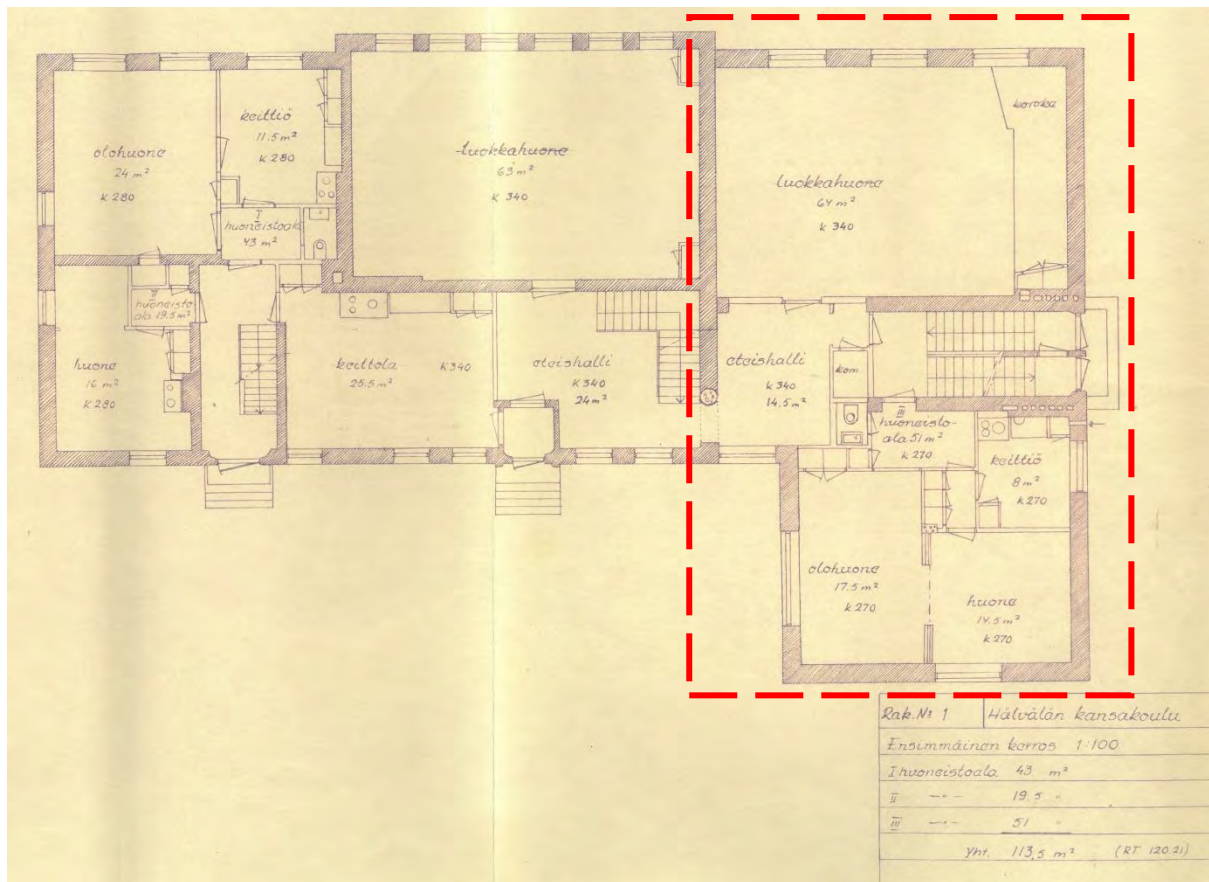 keittiö
11.5 m²
K 280
olohuone
24 m²
K 280
I
huoneistoala
43 m²
luokkahuone
63 m²
K 340
koroke
luokkahuone
64 m²
K 340
II
huoneisto-
ala 19.5 m²
huone
16 m²
K 280
keittola
25.5 m²
K 340
eteishalli
K 340
24 m²
eteishalli
K 340
14.5 m²
kom
III
huoneisto-
ala 51 m²
K 270
keittiö
8 m²
K 270
olohuone
17.5 m²
K 270
huone
14.5 m²
K 270
Rak. № 1 Hälvälän kansakoulu
Ensimmäinen kerros 1:100
I huoneistoala 43 m²
II -"- 19.5 "
III -"- 51 "
Yht. 113,5 m² (RT 120.21)